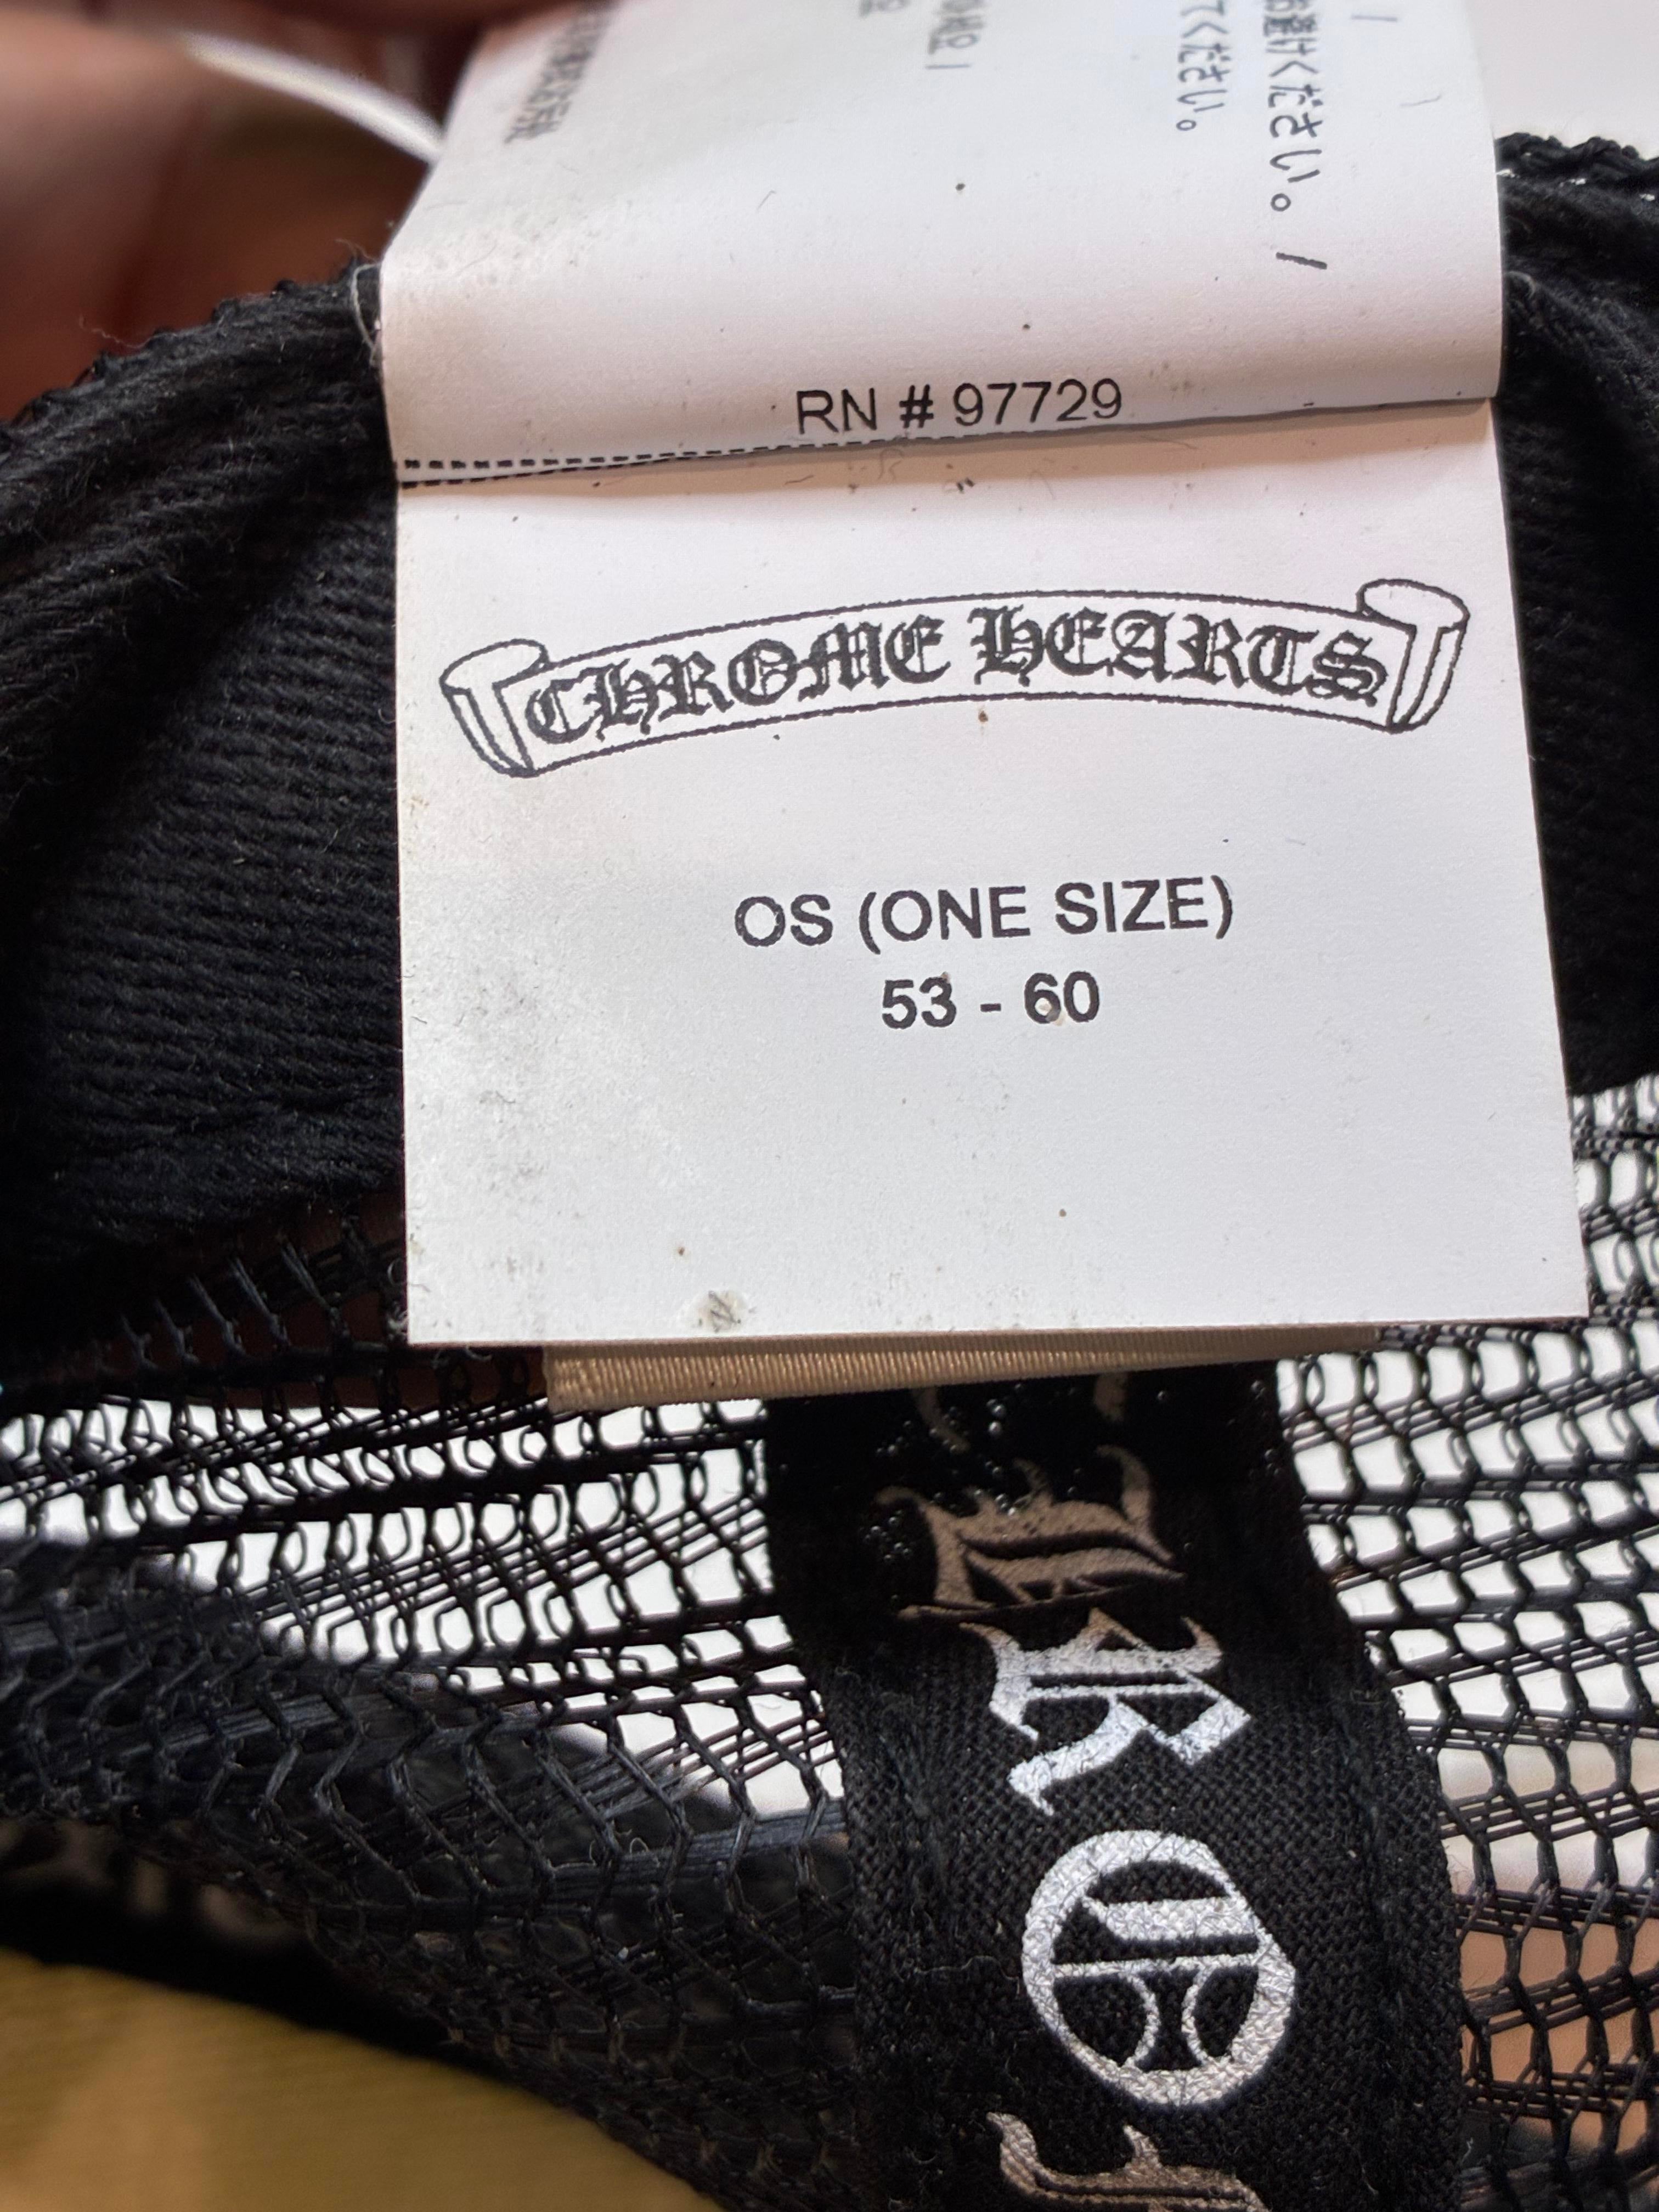 お避けください。 /
てください。
RN # 97729
CHROME HEARTS
OS (ONE SIZE)
53 - 60
HRO